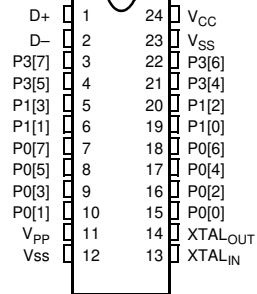 D+ 1 24 VCC
D– 2 23 VSS
P3[7] 3 22 P3[6]
P3[5] 4 21 P3[4]
P1[3] 5 20 P1[2]
P1[1] 6 19 P1[0]
P0[7] 7 18 P0[6]
P0[5] 8 17 P0[4]
P0[3] 9 16 P0[2]
P0[1] 10 15 P0[0]
VPP 11 14 XTALOUT
Vss 12 13 XTALIN